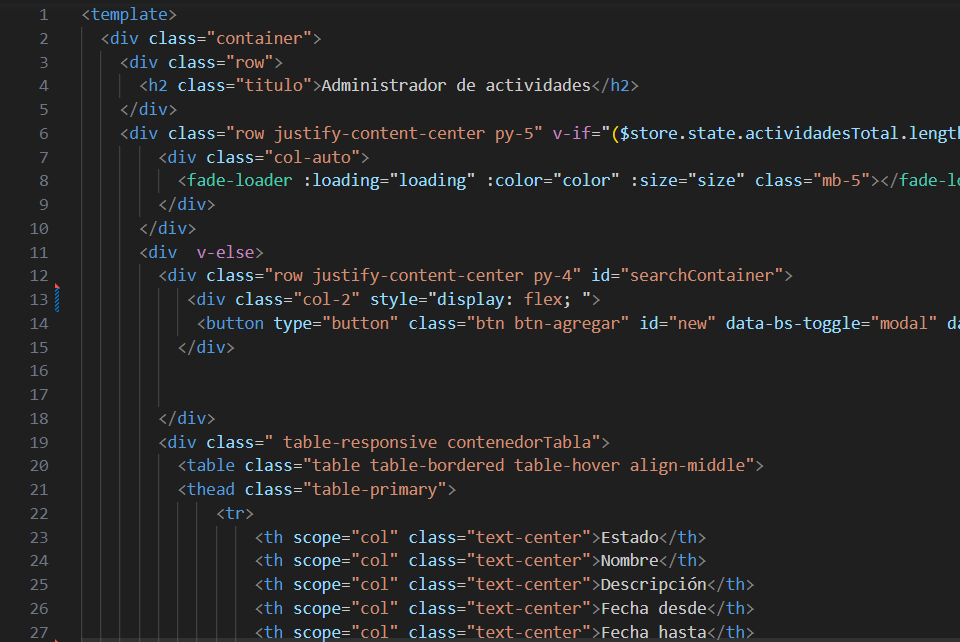 1 <template>
2 <div class="container">
3 <div class="row">
4 <h2 class="titulo">Administrador de actividades</h2>
5 </div>
6 <div class="row justify-content-center py-5" v-if="($store.state.actividadesTotal.length
7 <div class="col-auto">
8 <fade-loader :loading="loading" :color="color" :size="size" class="mb-5"></fade-lo
9 </div>
10 </div>
11 <div  v-else>
12 <div class="row justify-content-center py-4" id="searchContainer">
13 <div class="col-2" style="display: flex; ">
14 <button type="button" class="btn btn-agregar" id="new" data-bs-toggle="modal" da
15 </div>
16
17
18 </div>
19 <div class=" table-responsive contenedorTabla">
20 <table class="table table-bordered table-hover align-middle">
21 <thead class="table-primary">
22 <tr>
23 <th scope="col" class="text-center">Estado</th>
24 <th scope="col" class="text-center">Nombre</th>
25 <th scope="col" class="text-center">Descripción</th>
26 <th scope="col" class="text-center">Fecha desde</th>
27 <th scope="col" class="text-center">Fecha hasta</th>